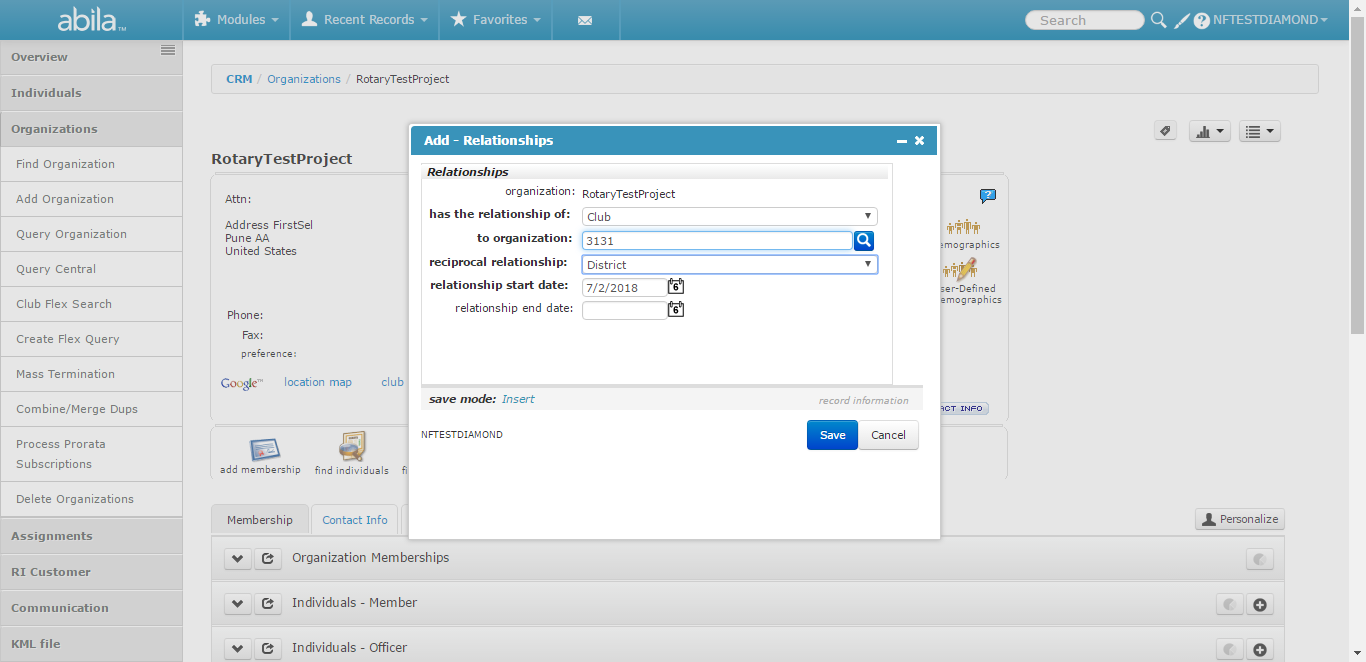 abila™
Modules
Recent Records
Favorites
Search
NFTESTDIAMOND
Overview
Individuals
Organizations
Find Organization
Add Organization
Query Organization
Query Central
Club Flex Search
Create Flex Query
Mass Termination
Combine/Merge Dups
Process Prorata
Subscriptions
Delete Organizations
Assignments
RI Customer
Communication
KML file
CRM / Organizations / RotaryTestProject
RotaryTestProject
Attn:
Address FirstSel
Pune AA
United States
Phone:
Fax:
preference:
Google™ location map club
add membership find individuals
Add - Relationships
Relationships
organization: RotaryTestProject
has the relationship of: Club
to organization: 3131
reciprocal relationship: District
relationship start date: 7/2/2018 6
relationship end date: 6
save mode: Insert record information
NFTESTDIAMOND
Save Cancel
emographics
ser-Defined
emographics
ACT INFO
Membership Contact Info
Personalize
Organization Memberships
Individuals - Member
Individuals - Officer